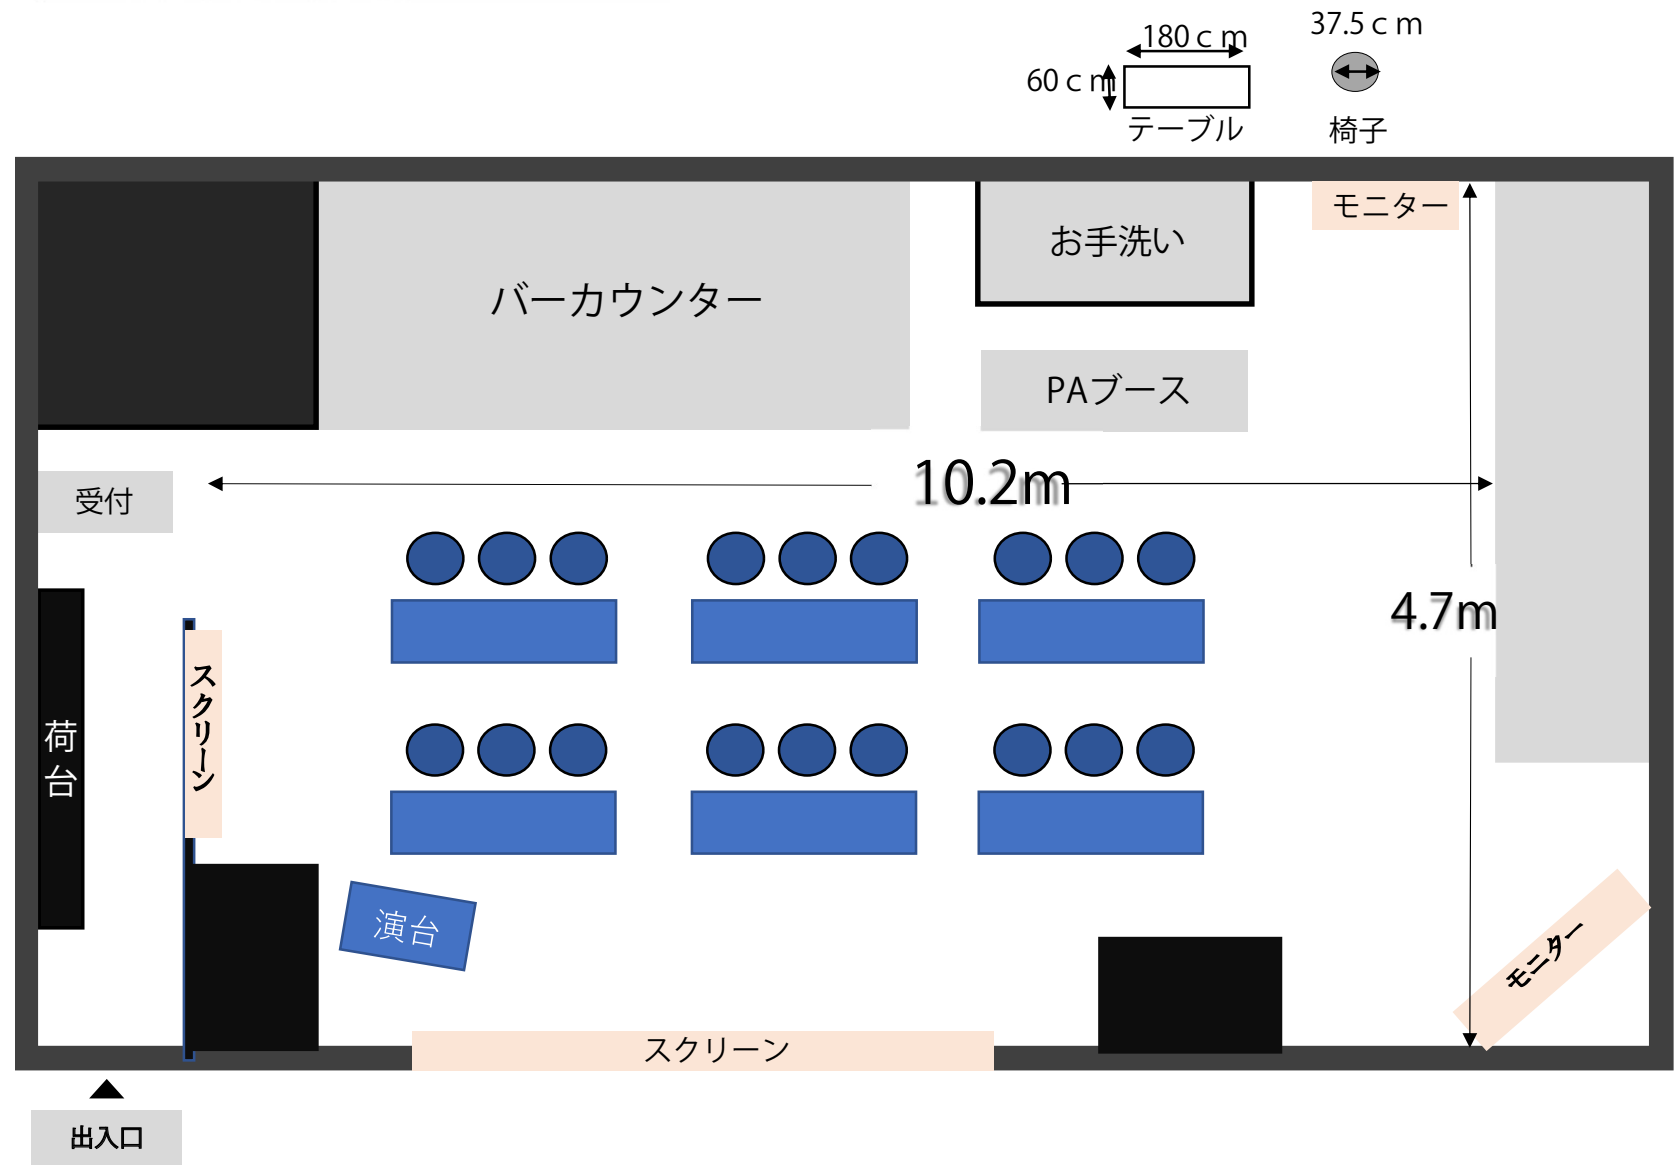 180ｃｍ
37.5ｃｍ
60ｃｍ
テーブル
椅子
モニター
お手洗い
バーカウンター
PAブース
10.2m
受付
4.7m
スクリーン
荷台
演台
モニター
スクリーン
出入口